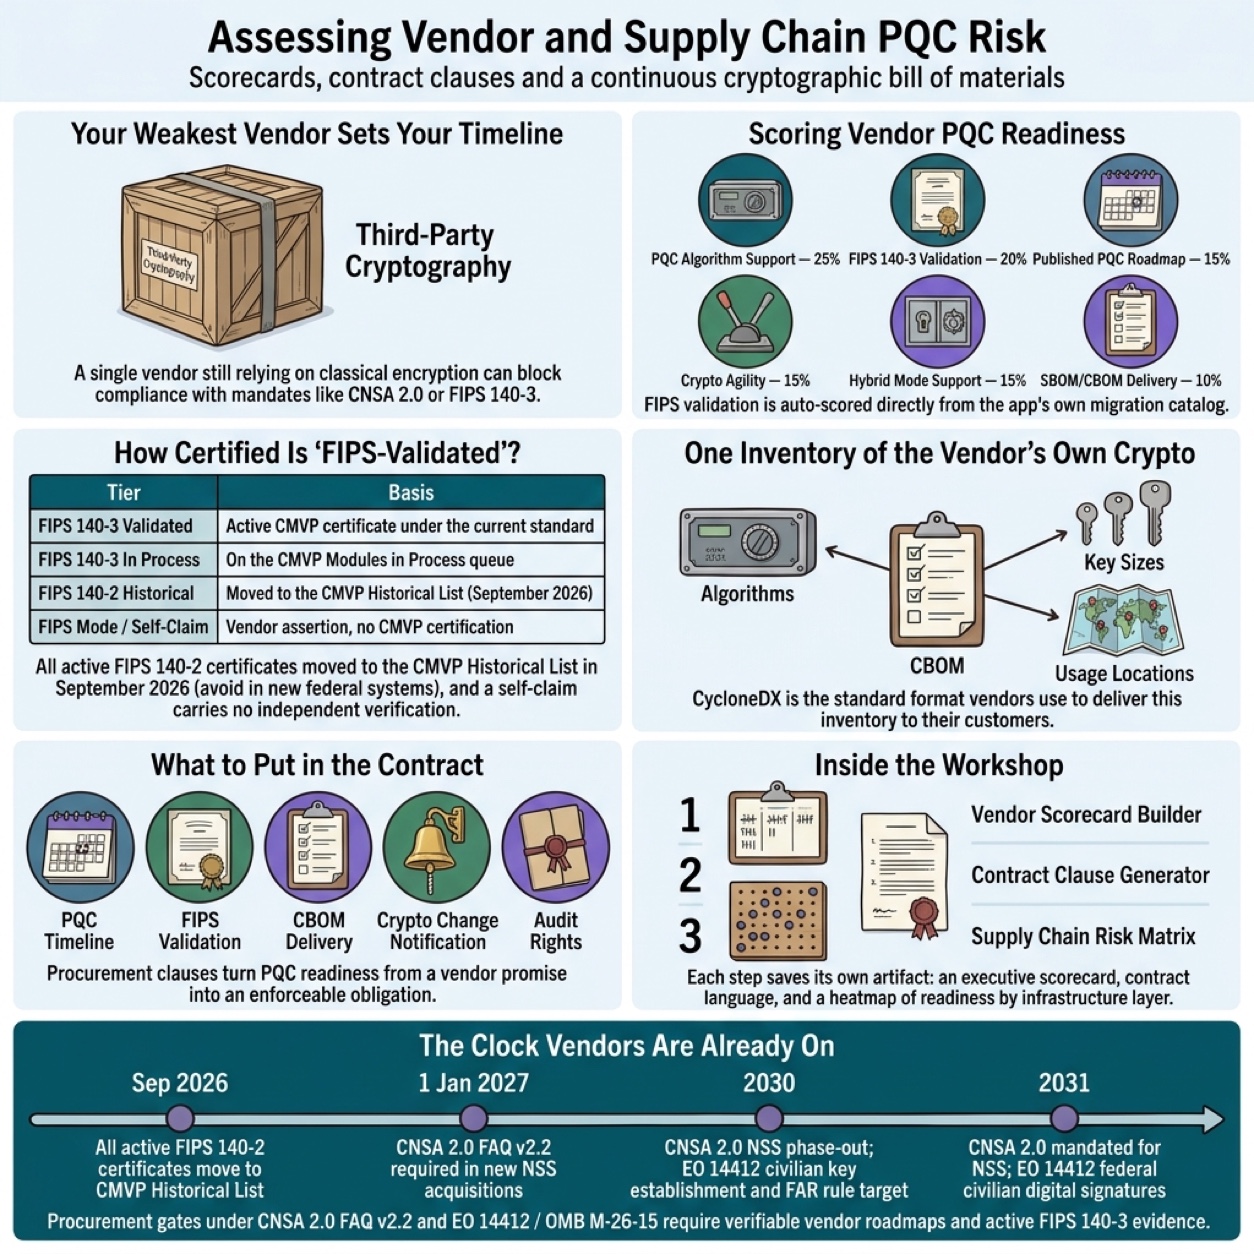 Assessing Vendor and Supply Chain PQC Risk
Scorecards, contract clauses and a continuous cryptographic bill of materials
Your Weakest Vendor Sets Your Timeline
Third-Party
Cryptography
A single vendor still relying on classical encryption can block
compliance with mandates like CNSA 2.0 or FIPS 140-3.
Scoring Vendor PQC Readiness
PQC Algorithm Support — 25%
FIPS 140-3 Validation — 20%
Published PQC Roadmap — 15%
Crypto Agility — 15%
Hybrid Mode Support — 15%
SBOM/CBOM Delivery — 10%
FIPS validation is auto-scored directly from the app's own migration catalog.
How Certified Is ‘FIPS-Validated’?
Tier
Basis
FIPS 140-3 Validated
Active CMVP certificate under the current standard
FIPS 140-3 In Process
On the CMVP Modules in Process queue
FIPS 140-2 Historical
Moved to the CMVP Historical List (September 2026)
FIPS Mode / Self-Claim
Vendor assertion, no CMVP certification
All active FIPS 140-2 certificates moved to the CMVP Historical List in
September 2026 (avoid in new federal systems), and a self-claim
carries no independent verification.
One Inventory of the Vendor’s Own Crypto
Algorithms
CBOM
Key Sizes
Usage Locations
CycloneDX is the standard format vendors use to deliver this
inventory to their customers.
What to Put in the Contract
PQC
Timeline
FIPS
Validation
CBOM
Delivery
Crypto Change
Notification
Audit
Rights
Procurement clauses turn PQC readiness from a vendor promise
into an enforceable obligation.
Inside the Workshop
1
Vendor Scorecard Builder
2
Contract Clause Generator
3
Supply Chain Risk Matrix
Each step saves its own artifact: an executive scorecard, contract
language, and a heatmap of readiness by infrastructure layer.
The Clock Vendors Are Already On
Sep 2026
All active FIPS 140-2
certificates move to
CMVP Historical List
1 Jan 2027
CNSA 2.0 FAQ v2.2
required in new NSS
acquisitions
2030
CNSA 2.0 NSS phase-out;
EO 14412 civilian key
establishment and FAR rule target
2031
CNSA 2.0 mandated for
NSS; EO 14412 federal
civilian digital signatures
Procurement gates under CNSA 2.0 FAQ v2.2 and EO 14412 / OMB M-26-15 require verifiable vendor roadmaps and active FIPS 140-3 evidence.